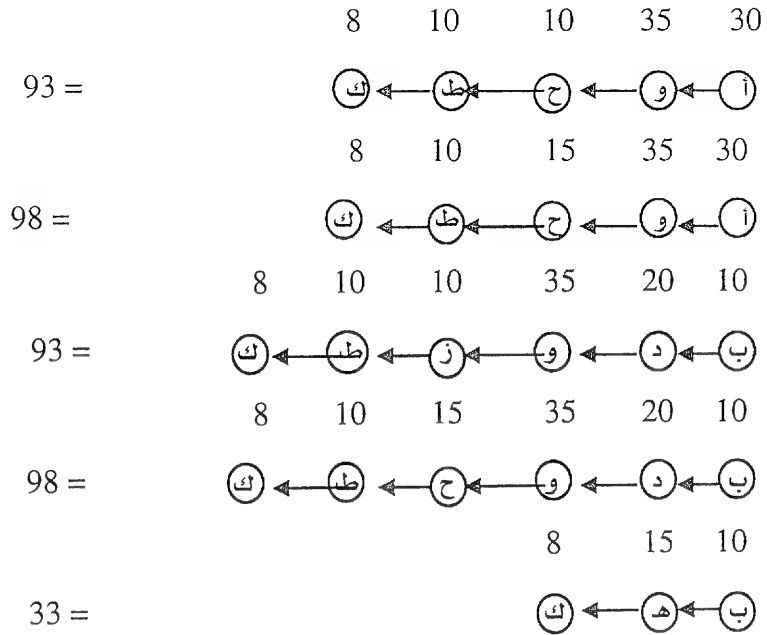 30 35 10 10 8
أ و ح ط ك = 93
30 35 15 10 8
أ و ح ط ك = 98
10 20 35 10 10 8
ب د و ز ط ك = 93
10 20 35 15 10 8
ب د و ح ط ك = 98
10 15 8
ب هـ ك = 33